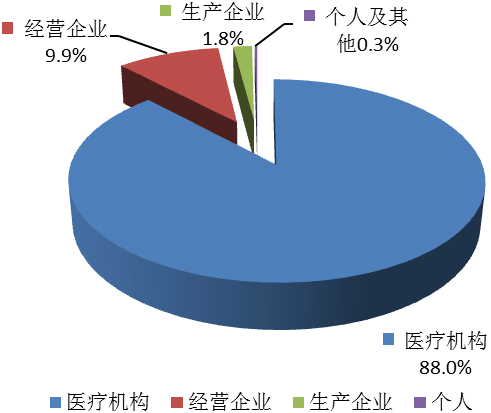 生产企业
1.8%
个人及其
他0.3%
经营企业
9.9%
医疗机构
88.0%
医疗机构 经营企业 生产企业 个人